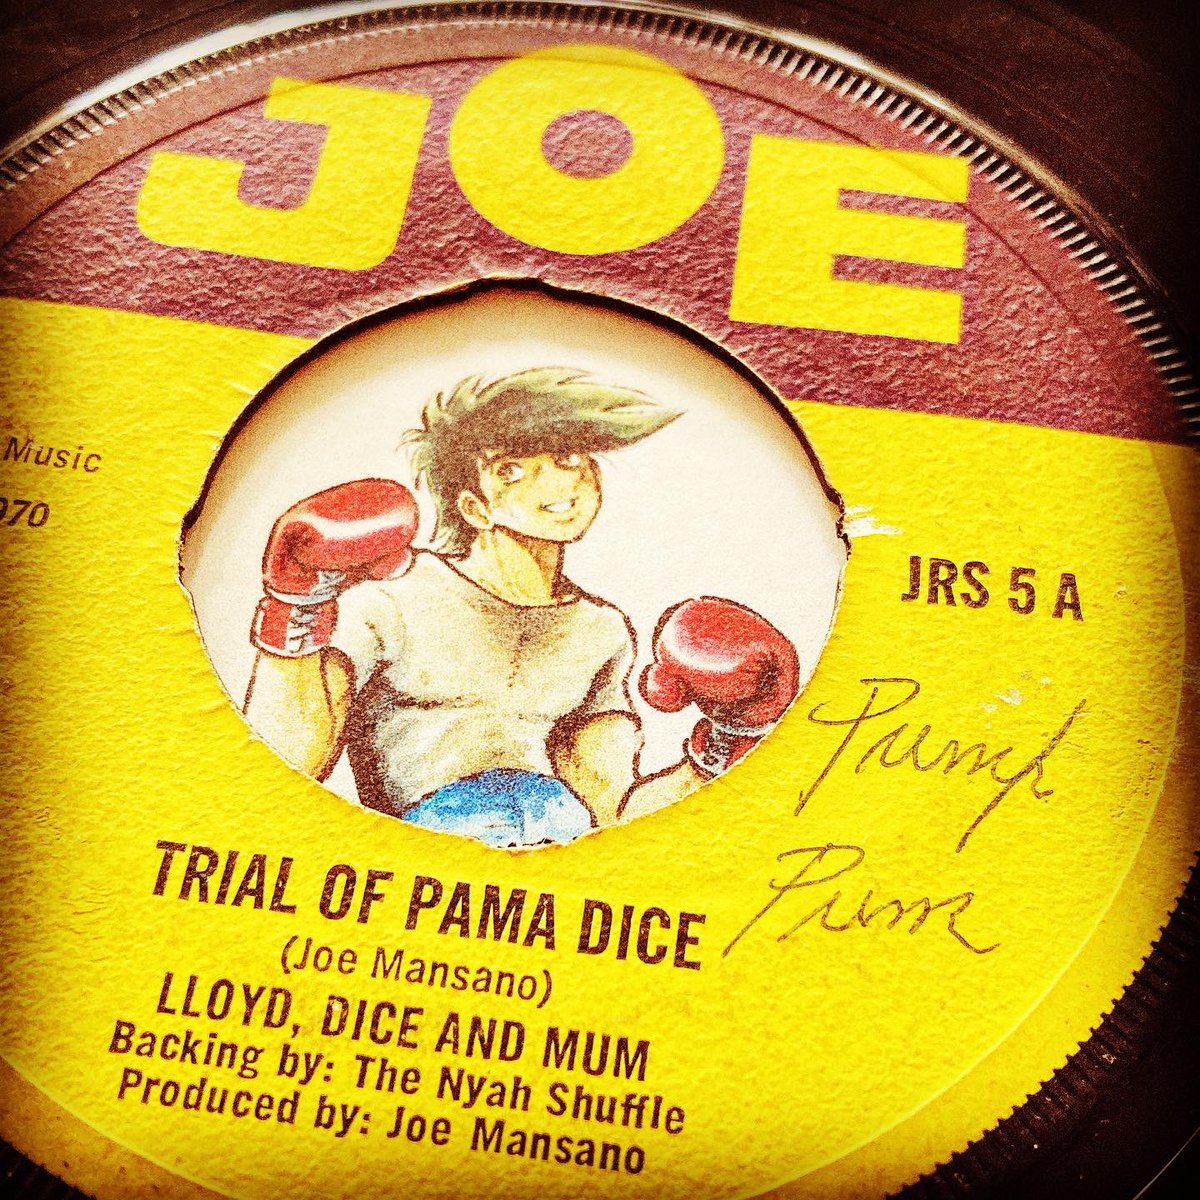 JOE
Music
970
JRS 5 A
Pump
Pum
TRIAL OF PAMA DICE
(Joe Mansano)
LLOYD, DICE AND MUM
Backing by: The Nyah Shuffle
Produced by: Joe Mansano